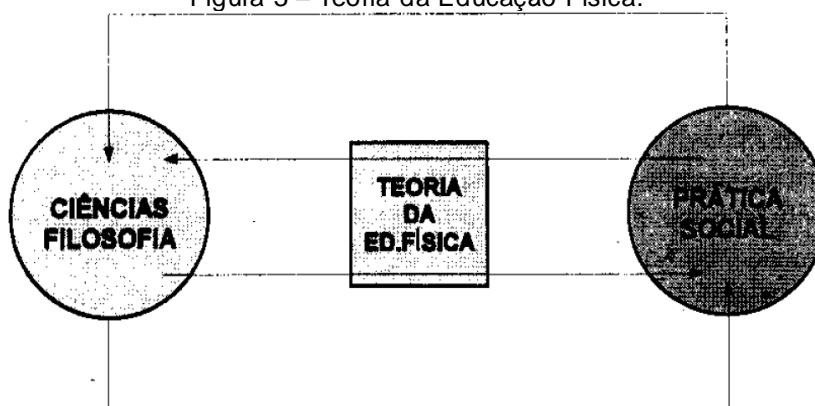 Figura 3 – Teoria da Educação Física.
CIÊNCIAS
FILOSOFIA
TEORIA
DA
ED.FÍSICA
PRÁTICA
SOCIAL